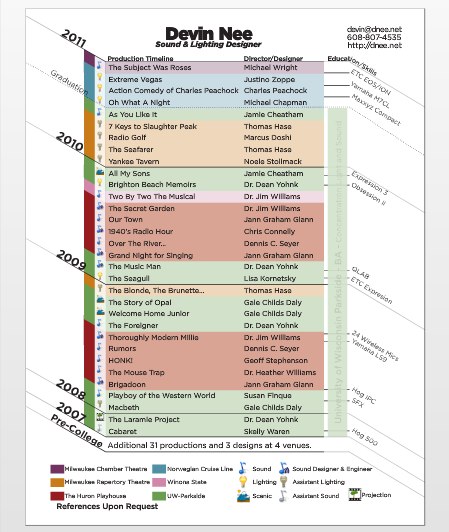 Devin Nee
Sound & Lighting Designer
devin@dnee.net
608-807-4535
http://dnee.net
2011
Production Timeline Director/Designer Education/Skills
The Subject Was Roses Michael Wright
Extreme Vegas Justino Zoppe
ETC EOS/ION
Action Comedy of Charles Peachock Charles Peachock
Yamaha M7CL
Graduation
Oh What A Night Michael Chapman
Maxxyz Compact
As You Like It Jamie Cheatham
7 Keys to Slaughter Peak Thomas Hase
Radio Golf Marcus Doshi
2010
The Seafarer Thomas Hase
Yankee Tavern Noele Stollmack
All My Sons Jamie Cheatham
Expression 3
Brighton Beach Memoirs Dr. Dean Yohnk
Obsession II
Two By Two The Musical Dr. Jim Williams
The Secret Garden Dr. Jim Williams
Our Town Jann Graham Glann
1940's Radio Hour Chris Connelly
Over The River... Dennis C. Seyer
Grand Night for Singing Jann Graham Glann
2009
The Music Man Dr. Dean Yohnk
QLAB
The Seagull Lisa Kornetsky
ETC Expresion
The Blonde, The Brunette... Thomas Hase
The Story of Opal Gale Childs Daly
Welcome Home Junior Gale Childs Daly
The Foreigner Dr. Dean Yohnk
Thoroughly Modern Millie Dr. Jim Williams
24 Wireless Mics
Rumors Dennis C. Seyer
Yamaha LS9
HONK! Geoff Stephenson
The Mouse Trap Dr. Heather Williams
Brigadoon Jann Graham Glann
2008
Playboy of the Western World Susan Finque
Hog iPC
Macbeth Gale Childs Daly
SFX
2007
The Laramie Project Dr. Dean Yohnk
Cabaret Skelly Waren
Hog 500
Pre-College
Additional 31 productions and 3 designs at 4 venues.
University of Wisconsin Parkside - BA - Concentration in and Sound
Milwaukee Chamber Theatre Norwegian Cruise Line Sound Sound Designer & Engineer
Milwaukee Repertory Theatre Winona State Lighting Assistant Lighting
The Huron Playhouse UW-Parkside Scenic Assistant Sound Projection
References Upon Request